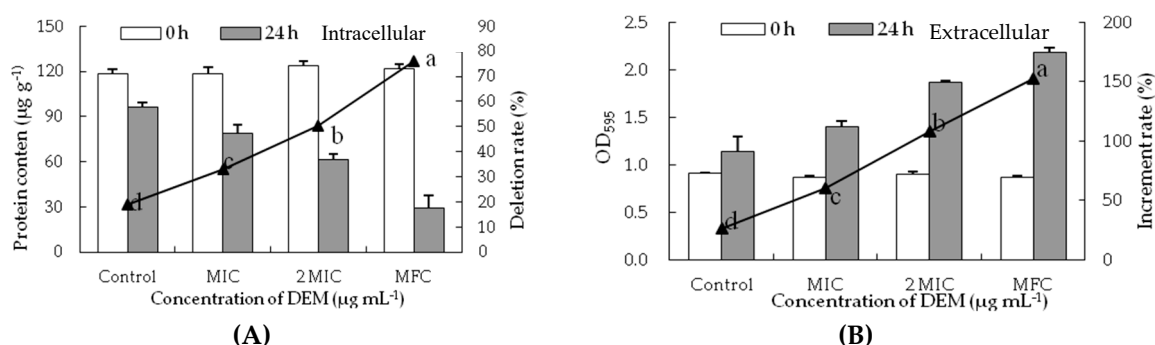 0 h 24 h Intracellular
Protein conten (µg g⁻¹)
150
120
90
60
30
0
90
80
70
60
50
40
30
20
10
0
Deletion rate (%)
d
c
b
a
Control MIC 2 MIC MFC
Concentration of DEM (µg mL⁻¹)
(A)
0 h 24 h Extracellular
OD₅₉₅
2.5
2.0
1.5
1.0
0.5
0.0
200
150
100
50
0
Increment rate (%)
d
c
b
a
Control MIC 2 MIC MFC
Concentration of DEM (µg mL⁻¹)
(B)